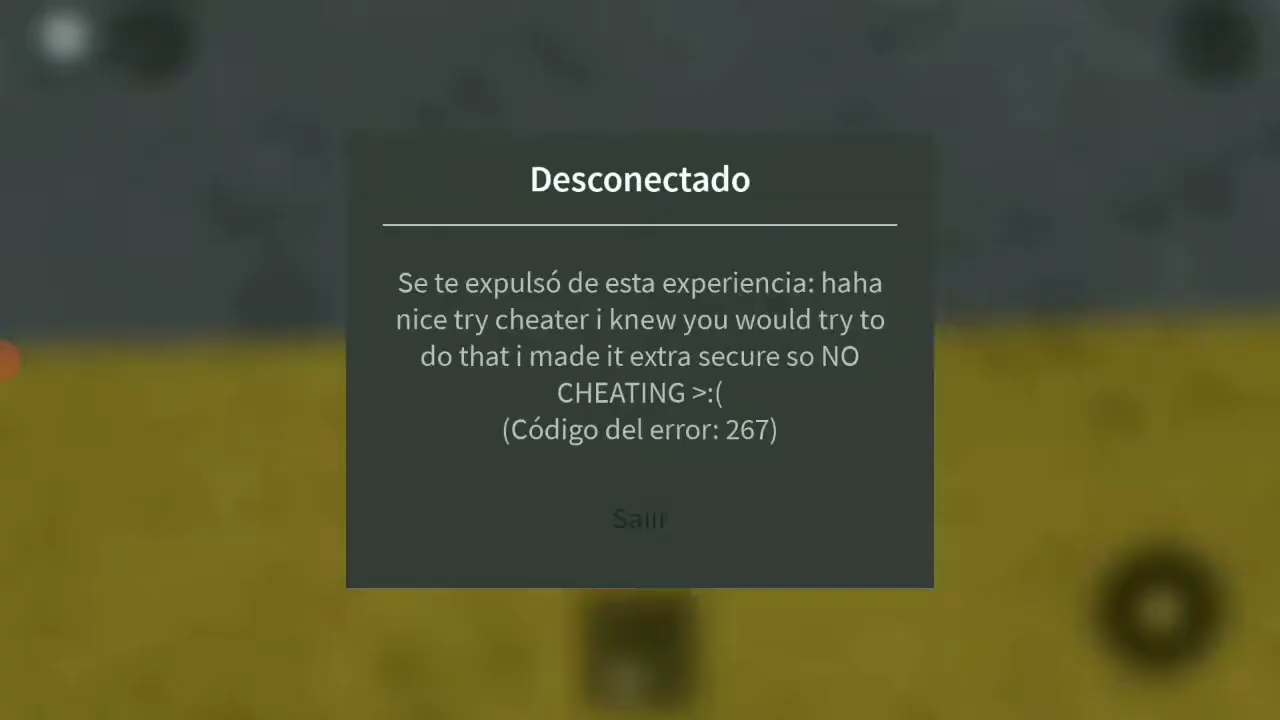 Desconectado
Se te expulsó de esta experiencia: haha
nice try cheater i knew you would try to
do that i made it extra secure so NO
CHEATING >:(
(Código del error: 267)
Salir